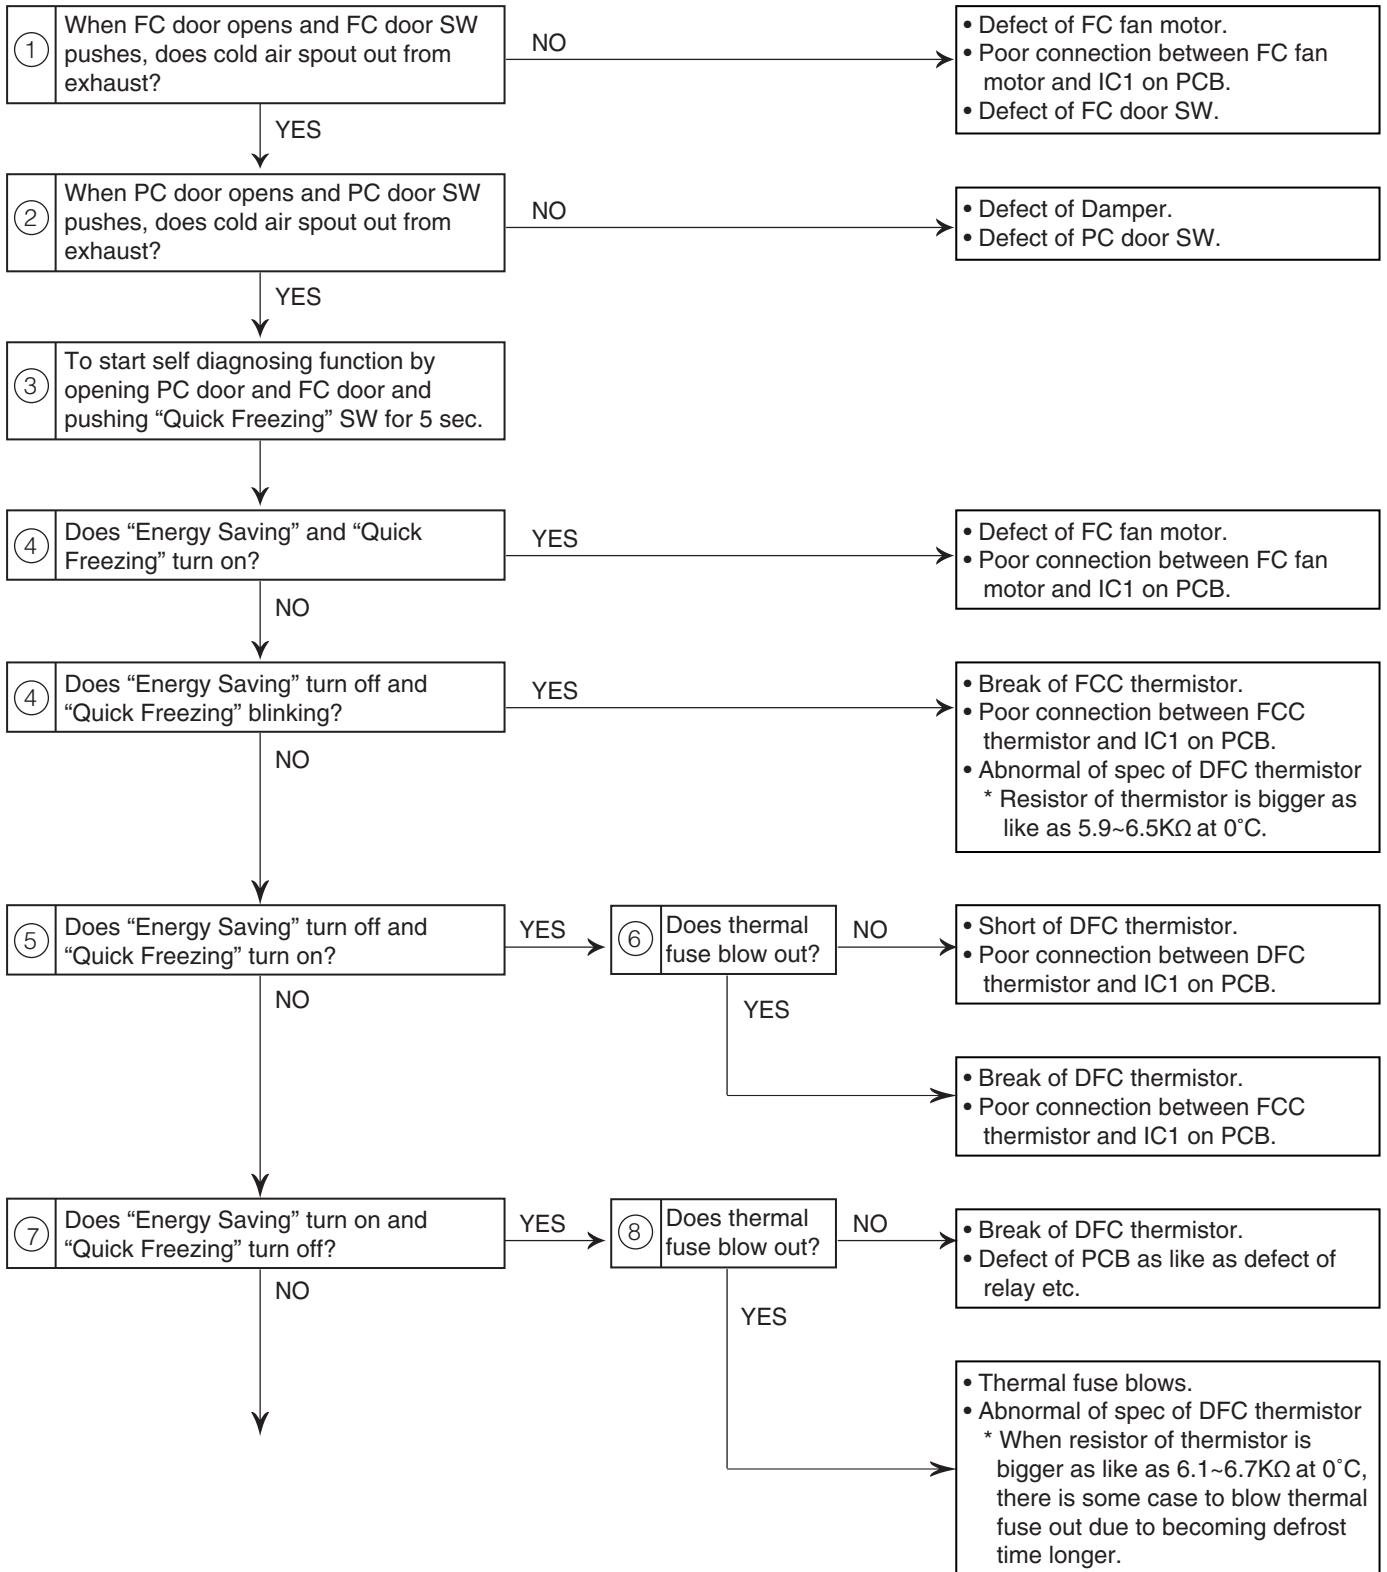 ①
When FC door opens and FC door SW
pushes, does cold air spout out from
exhaust?
NO
• Defect of FC fan motor.
• Poor connection between FC fan
motor and IC1 on PCB.
• Defect of FC door SW.
YES
②
When PC door opens and PC door SW
pushes, does cold air spout out from
exhaust?
NO
• Defect of Damper.
• Defect of PC door SW.
YES
③
To start self diagnosing function by
opening PC door and FC door and
pushing “Quick Freezing” SW for 5 sec.
④
Does “Energy Saving” and “Quick
Freezing” turn on?
YES
• Defect of FC fan motor.
• Poor connection between FC fan
motor and IC1 on PCB.
NO
④
Does “Energy Saving” turn off and
“Quick Freezing” blinking?
YES
• Break of FCC thermistor.
• Poor connection between FCC
thermistor and IC1 on PCB.
• Abnormal of spec of DFC thermistor
* Resistor of thermistor is bigger as
like as 5.9~6.5KΩ at 0˚C.
NO
⑤
Does “Energy Saving” turn off and
“Quick Freezing” turn on?
YES
⑥
Does thermal
fuse blow out?
NO
• Short of DFC thermistor.
• Poor connection between DFC
thermistor and IC1 on PCB.
YES
• Break of DFC thermistor.
• Poor connection between FCC
thermistor and IC1 on PCB.
NO
⑦
Does “Energy Saving” turn on and
“Quick Freezing” turn off?
YES
⑧
Does thermal
fuse blow out?
NO
• Break of DFC thermistor.
• Defect of PCB as like as defect of
relay etc.
YES
• Thermal fuse blows.
• Abnormal of spec of DFC thermistor
* When resistor of thermistor is
bigger as like as 6.1~6.7KΩ at 0˚C,
there is some case to blow thermal
fuse out due to becoming defrost
time longer.
NO